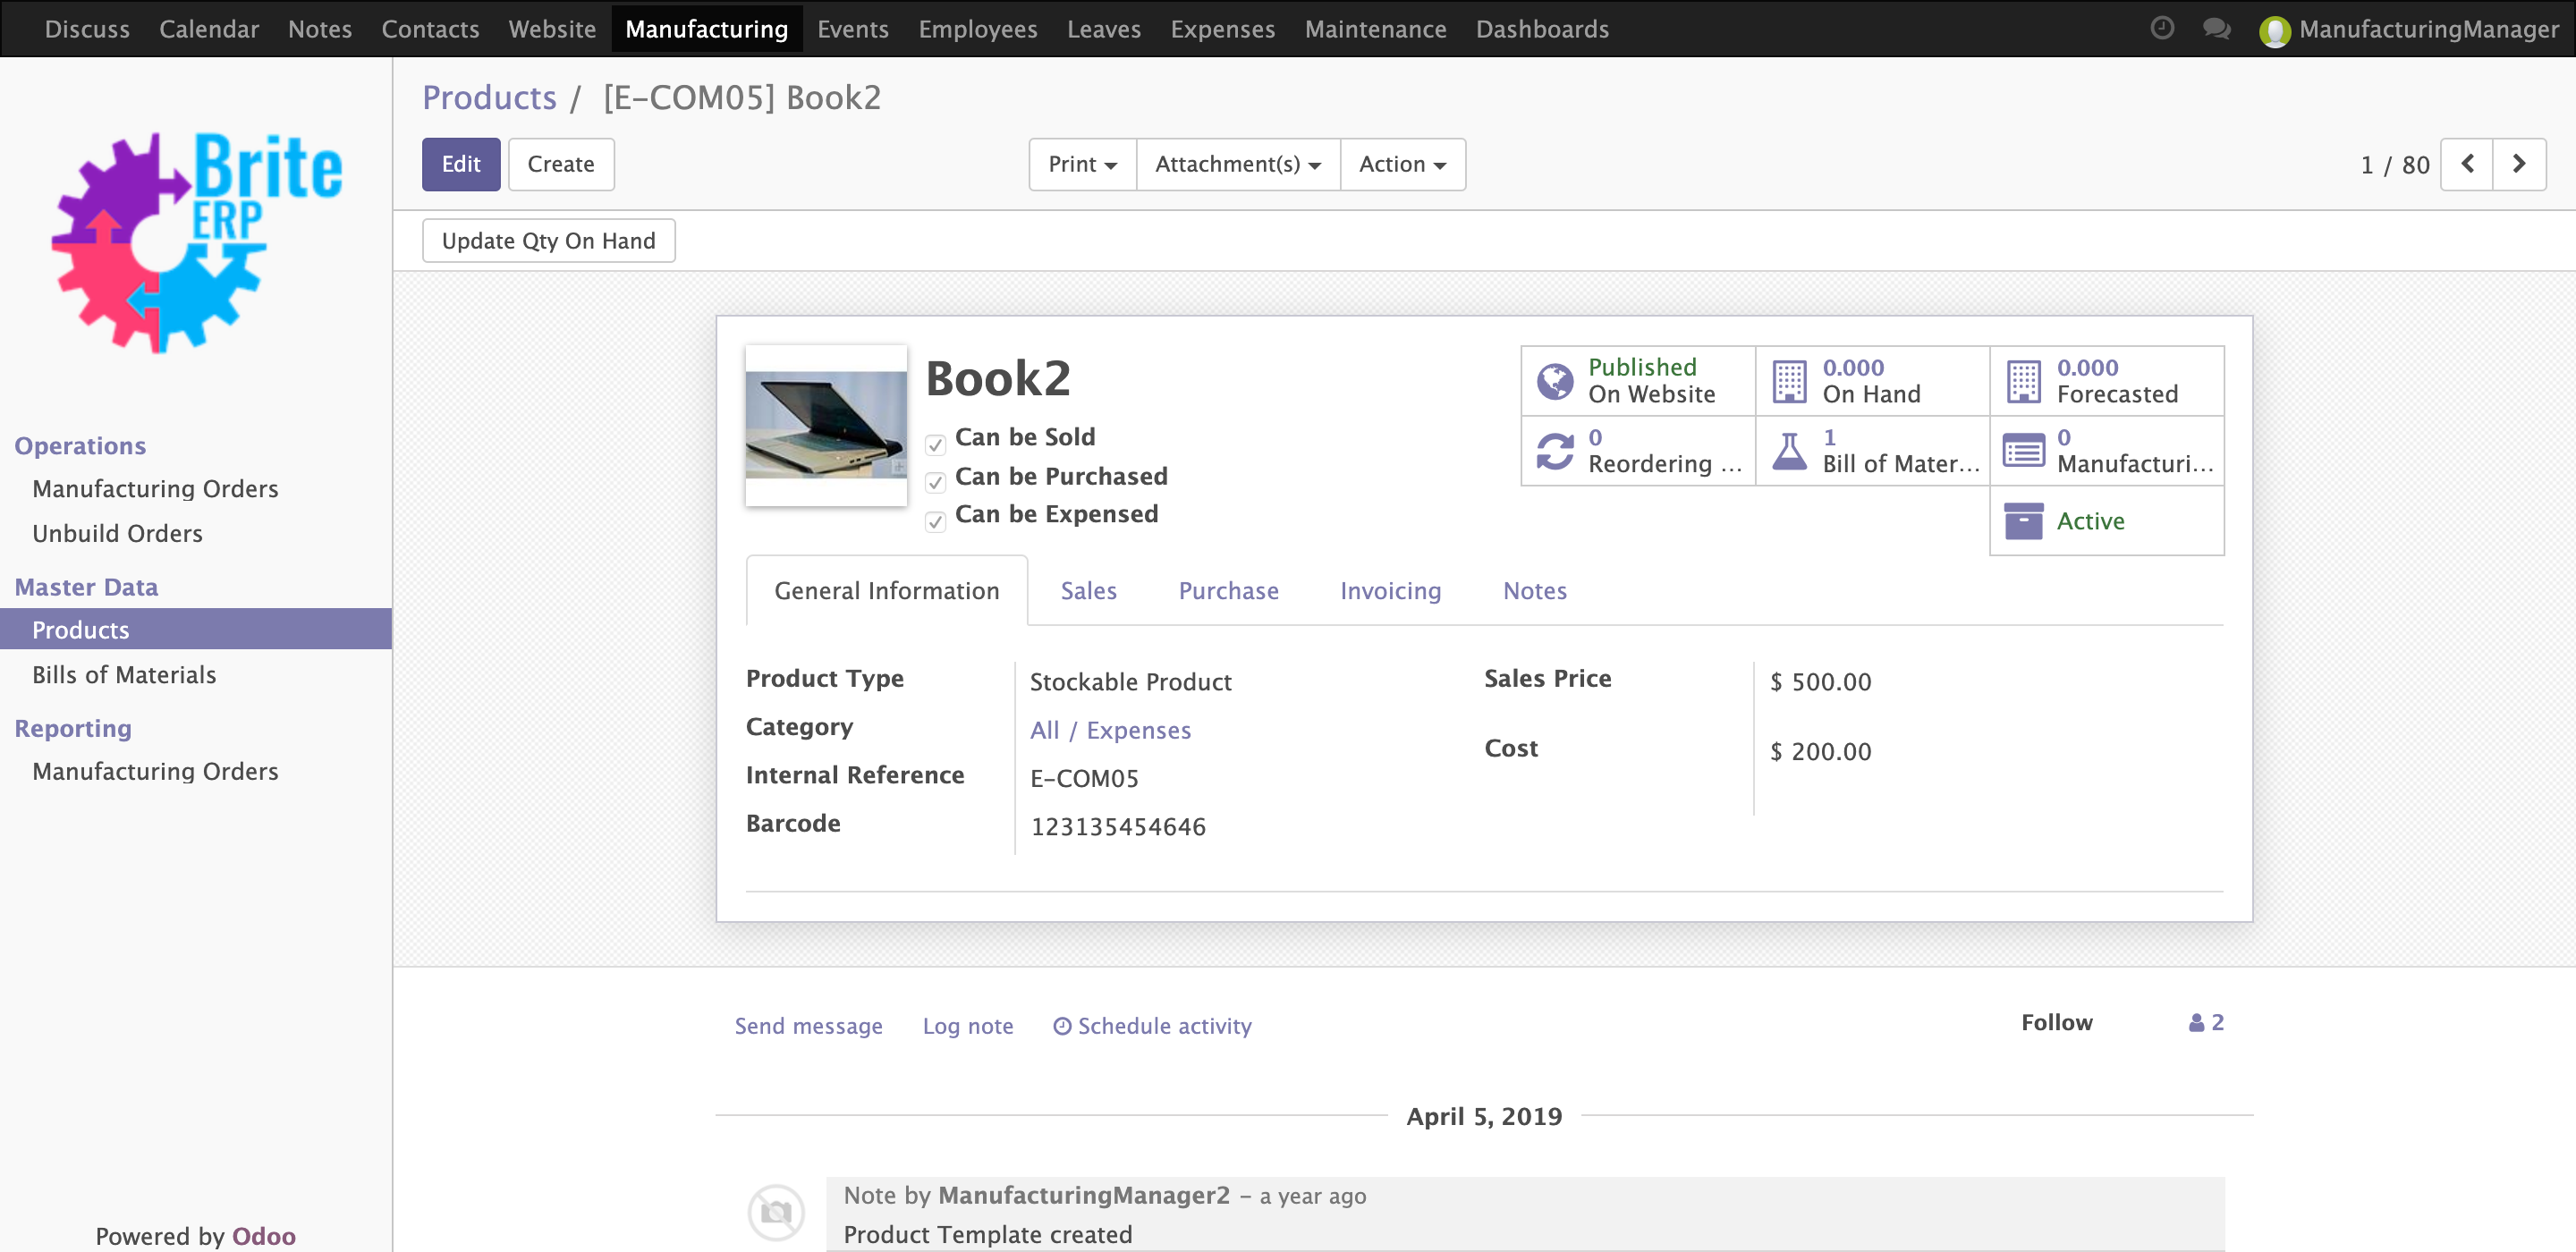 Discuss Calendar Notes Contacts Website Manufacturing Events Employees Leaves Expenses Maintenance Dashboards ManufacturingManager
Brite
ERP
Products / [E-COM05] Book2
Edit Create Print Attachment(s) Action 1 / 80
Update Qty On Hand
Operations
Manufacturing Orders
Unbuild Orders
Master Data
Products
Bills of Materials
Reporting
Manufacturing Orders
Powered by Odoo
Book2
Can be Sold
Can be Purchased
Can be Expensed
Published
On Website
0.000
On Hand
0.000
Forecasted
0
Reordering ...
1
Bill of Mater...
0
Manufacturi...
Active
General Information Sales Purchase Invoicing Notes
Product Type Stockable Product
Category All / Expenses
Internal Reference E-COM05
Barcode 123135454646
Sales Price $ 500.00
Cost $ 200.00
Send message Log note Schedule activity Follow 2
April 5, 2019
Note by ManufacturingManager2 – a year ago
Product Template created